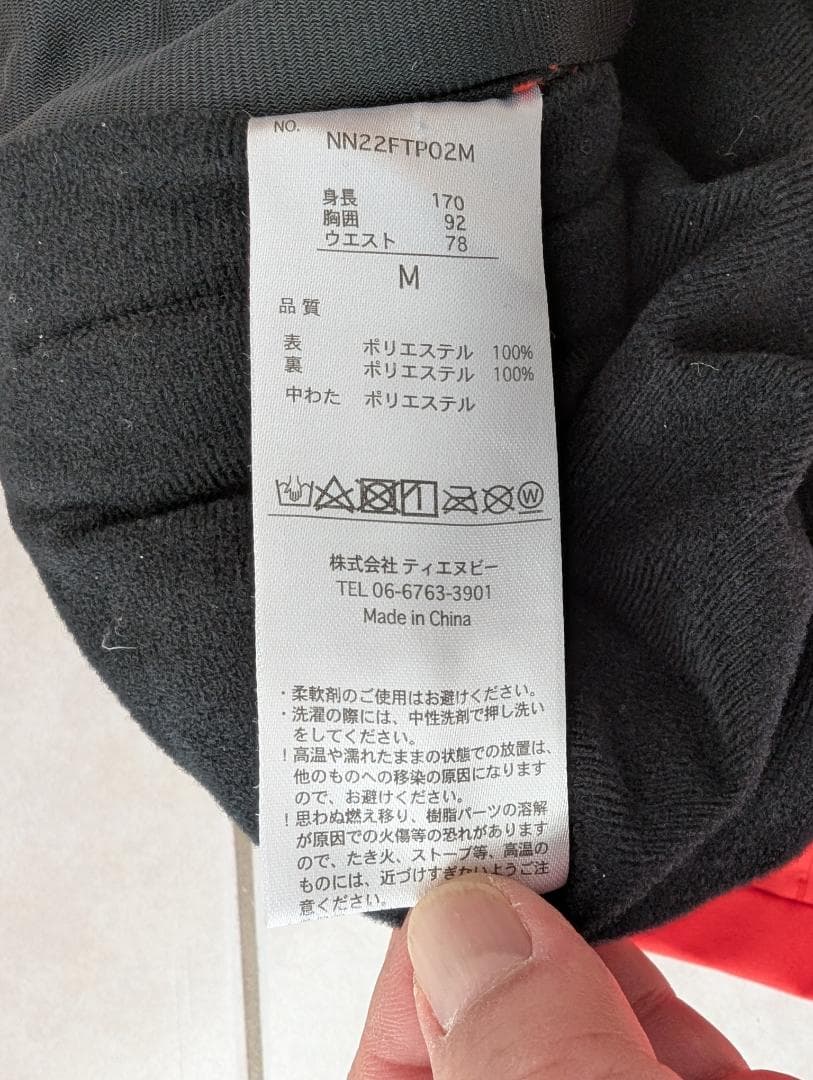 NO.
NN22FTP02M
身長 170
胸囲 92
ウエスト 78
M
品質
表 ポリエステル 100%
裏 ポリエステル 100%
中わた ポリエステル
W
株式会社 ティエヌビー
TEL 06-6763-3901
Made in China
・柔軟剤のご使用はお避けください。
・洗濯の際には、中性洗剤で押し洗い
をしてください。
！高温や濡れたままの状態での放置は、
他のものへの移染の原因になります
ので、お避けください。
！思わぬ燃え移り、樹脂パーツの溶解
が原因での火傷等の恐れがあります
ので、たき火、ストーブ等、高温の
ものには、近づけすぎないようご注
意ください。